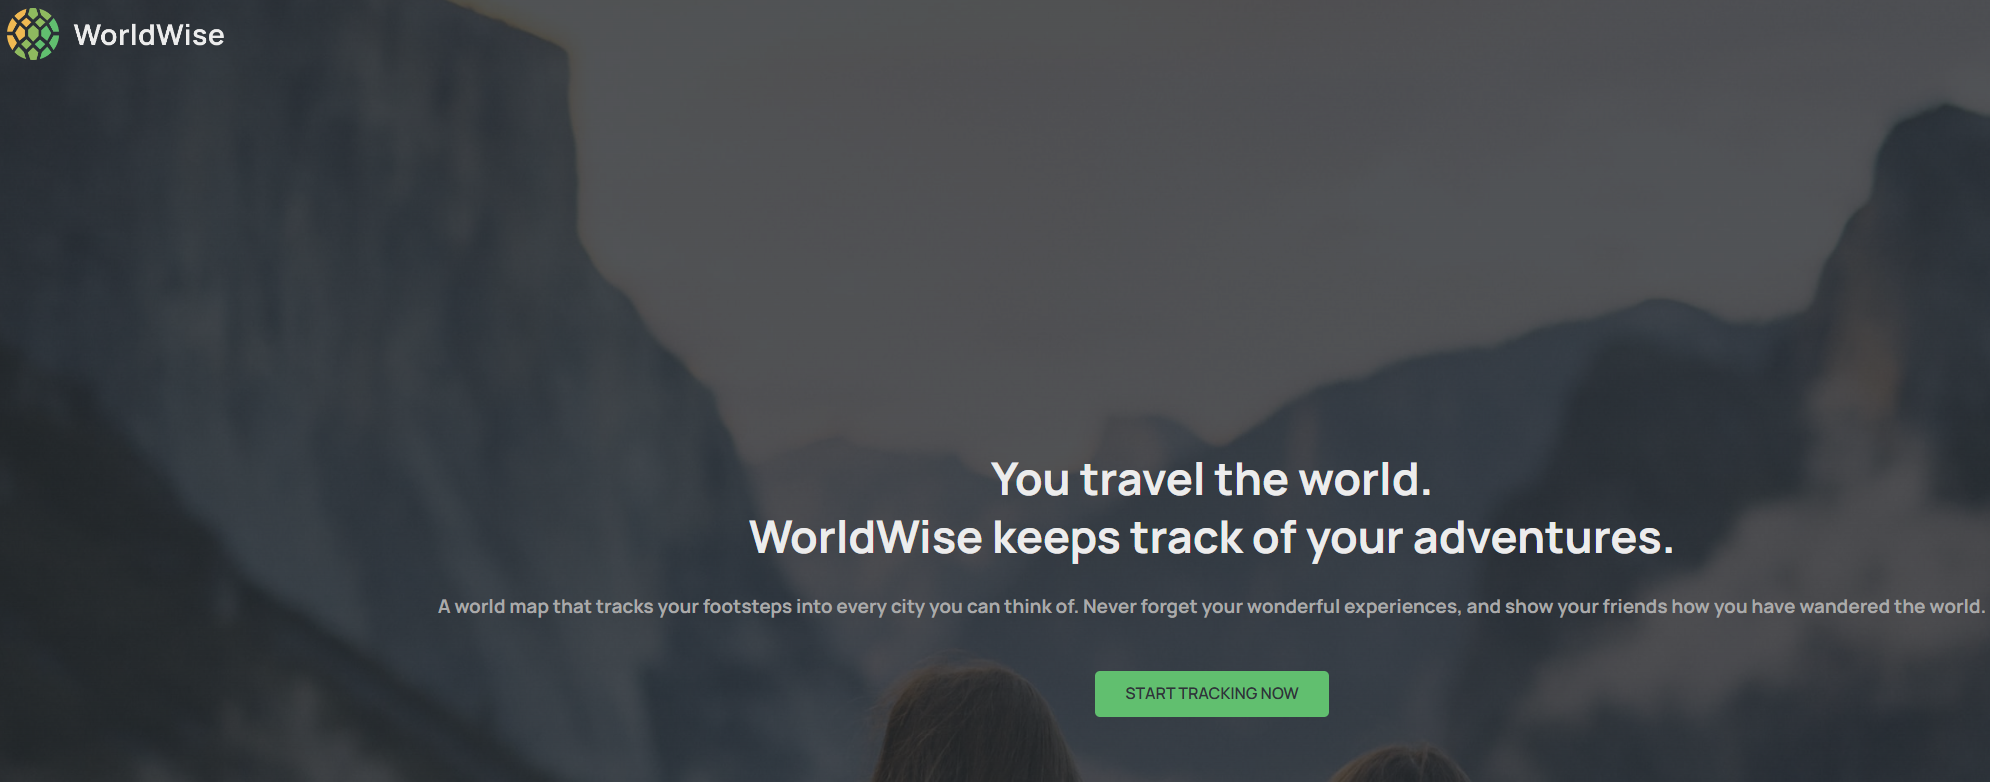 WorldWise
You travel the world.
WorldWise keeps track of your adventures.
A world map that tracks your footsteps into every city you can think of. Never forget your wonderful experiences, and show your friends how you have wandered the world.
START TRACKING NOW